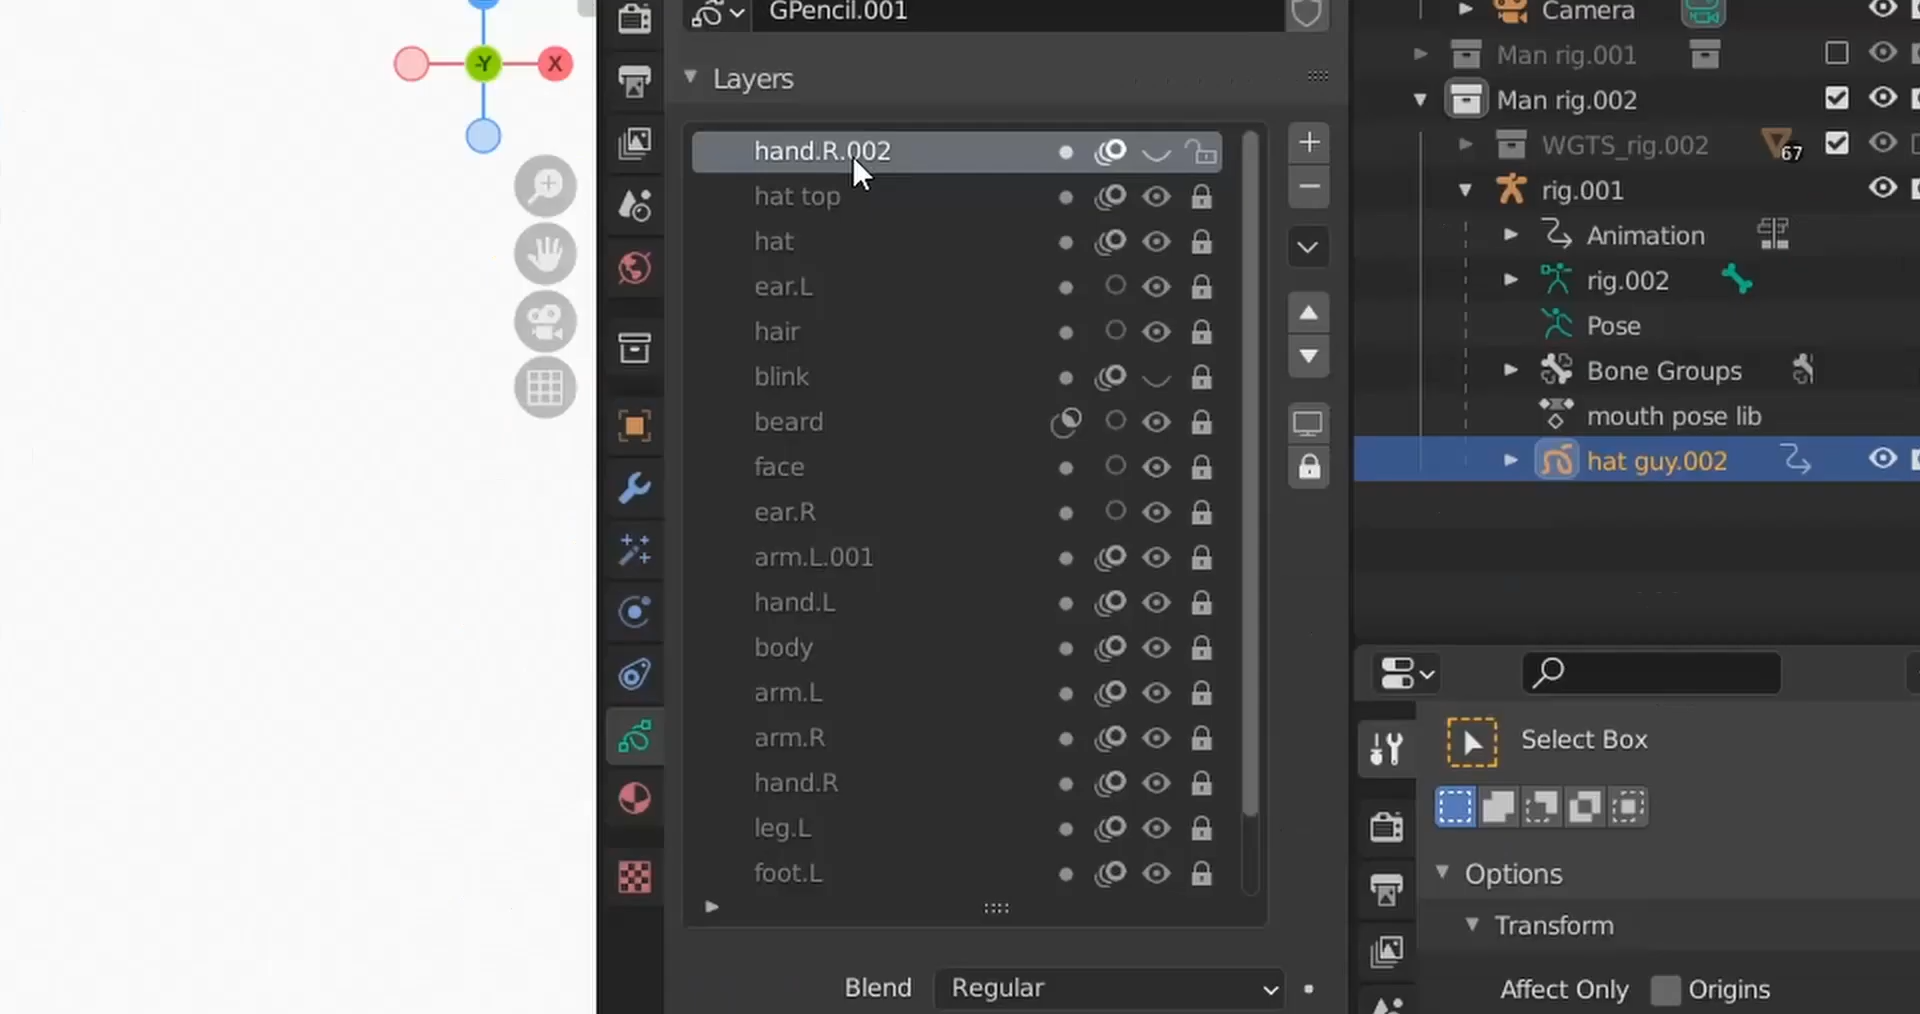 GPencil.001
Layers
hand.R.002
hat top
hat
ear.L
hair
blink
beard
face
ear.R
arm.L.001
hand.L
body
arm.L
arm.R
hand.R
leg.L
foot.L
Blend
Regular
-Y
X
Camera
Man rig.001
Man rig.002
WGTS_rig.002
67
rig.001
Animation
rig.002
Pose
Bone Groups
mouth pose lib
hat guy.002
Select Box
Options
Transform
Affect Only
Origins